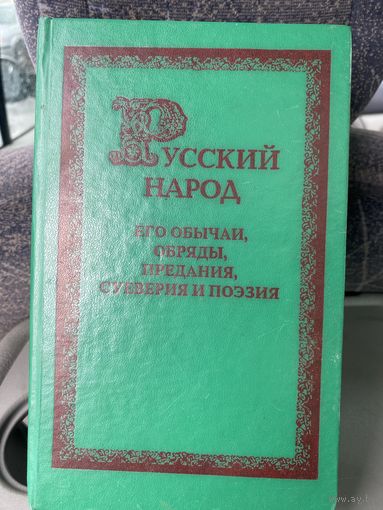 Русский
народ
его обычаи,
обряды,
предания,
суеверия и поэзия